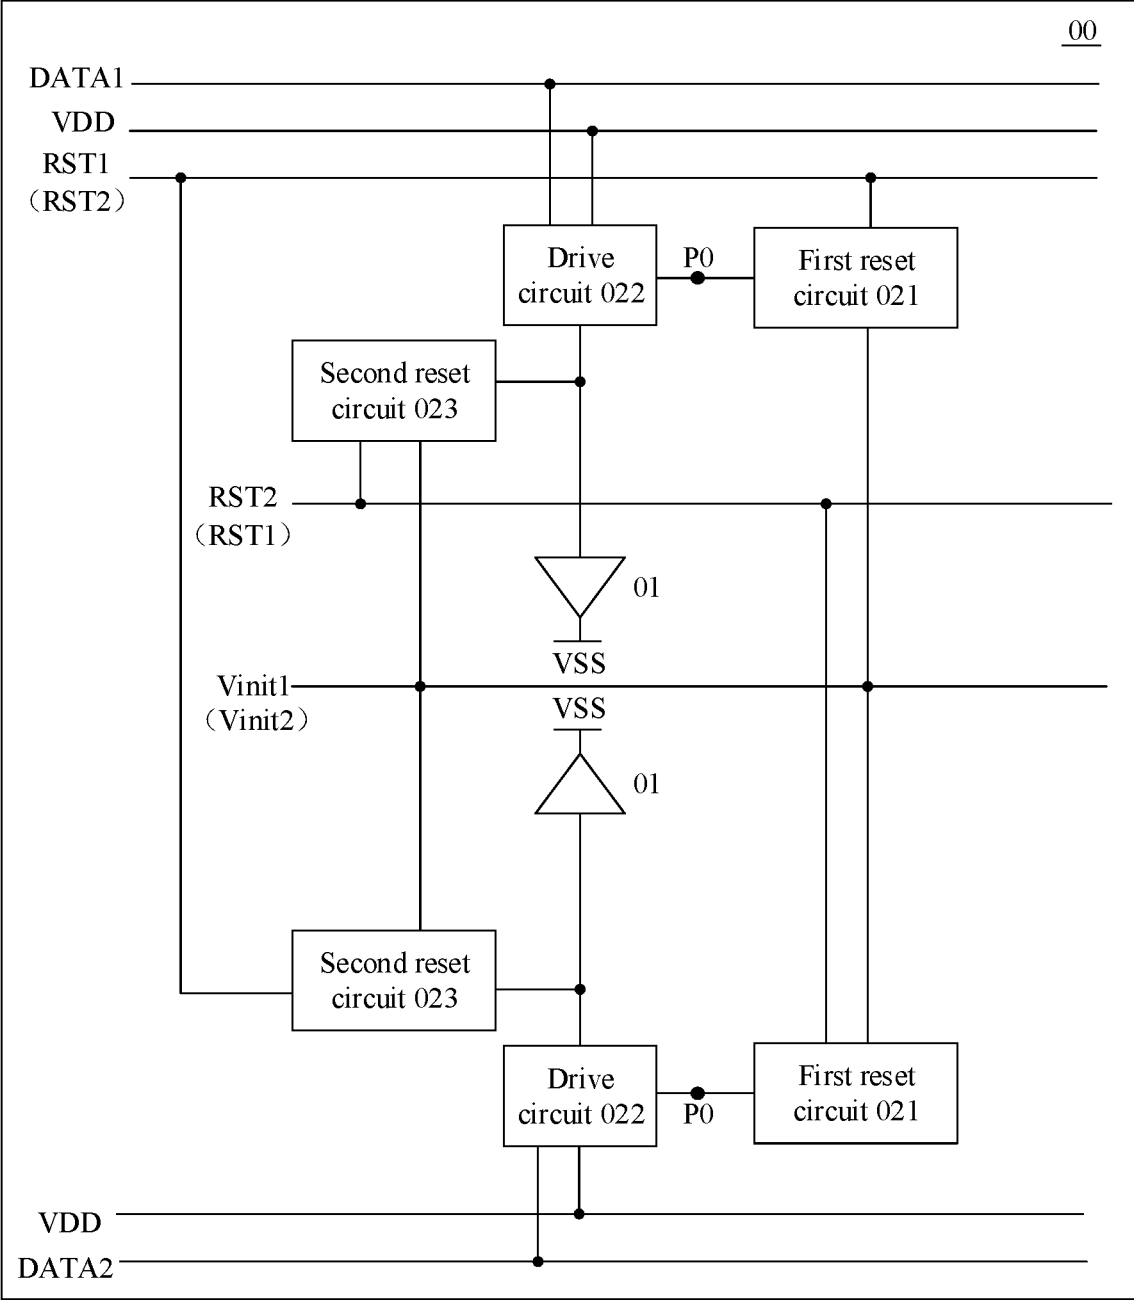 00
DATA1
VDD
RST1
（RST2）
Drive
circuit 022
P0
First reset
circuit 021
Second reset
circuit 023
RST2
（RST1）
01
VSS
Vinit1
（Vinit2）
VSS
01
Second reset
circuit 023
Drive
circuit 022
P0
First reset
circuit 021
VDD
DATA2